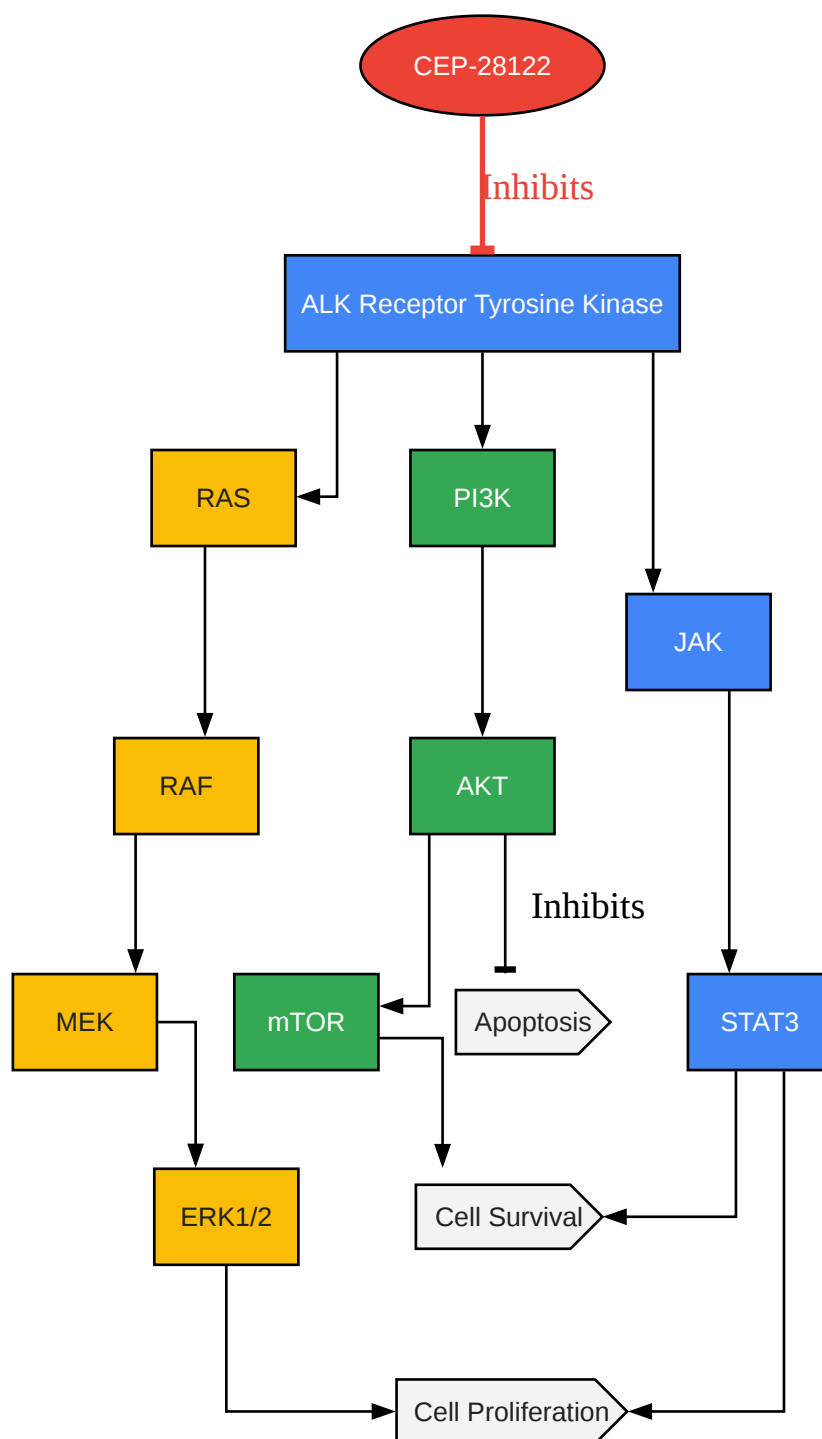 CEP-28122
Inhibits
ALK Receptor Tyrosine Kinase
RAS
PI3K
JAK
RAF
AKT
Inhibits
MEK
mTOR
Apoptosis
STAT3
ERK1/2
Cell Survival
Cell Proliferation